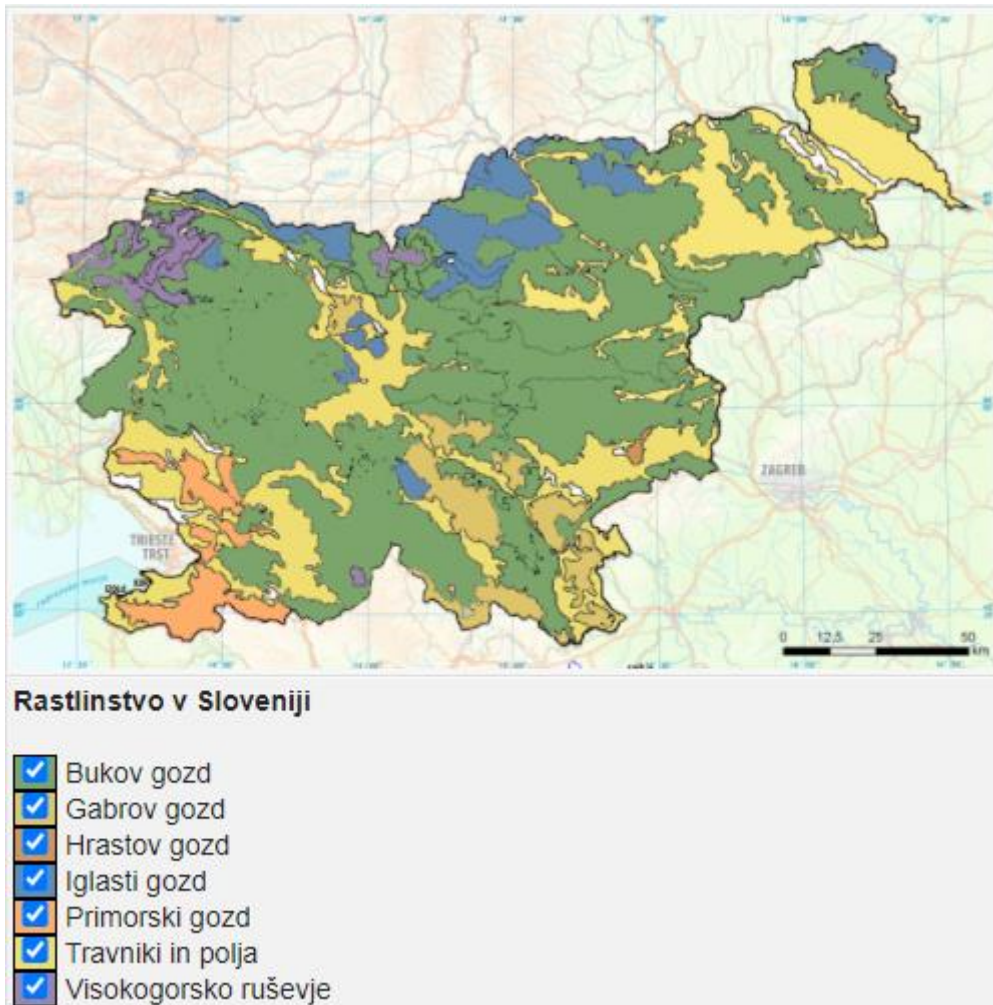 ZAGREB
TRIESTE
TRST
0 12,5 25 50
km
Rastlinstvo v Sloveniji
Bukov gozd
Gabrov gozd
Hrastov gozd
Iglasti gozd
Primorski gozd
Travniki in polja
Visokogorsko ruševje